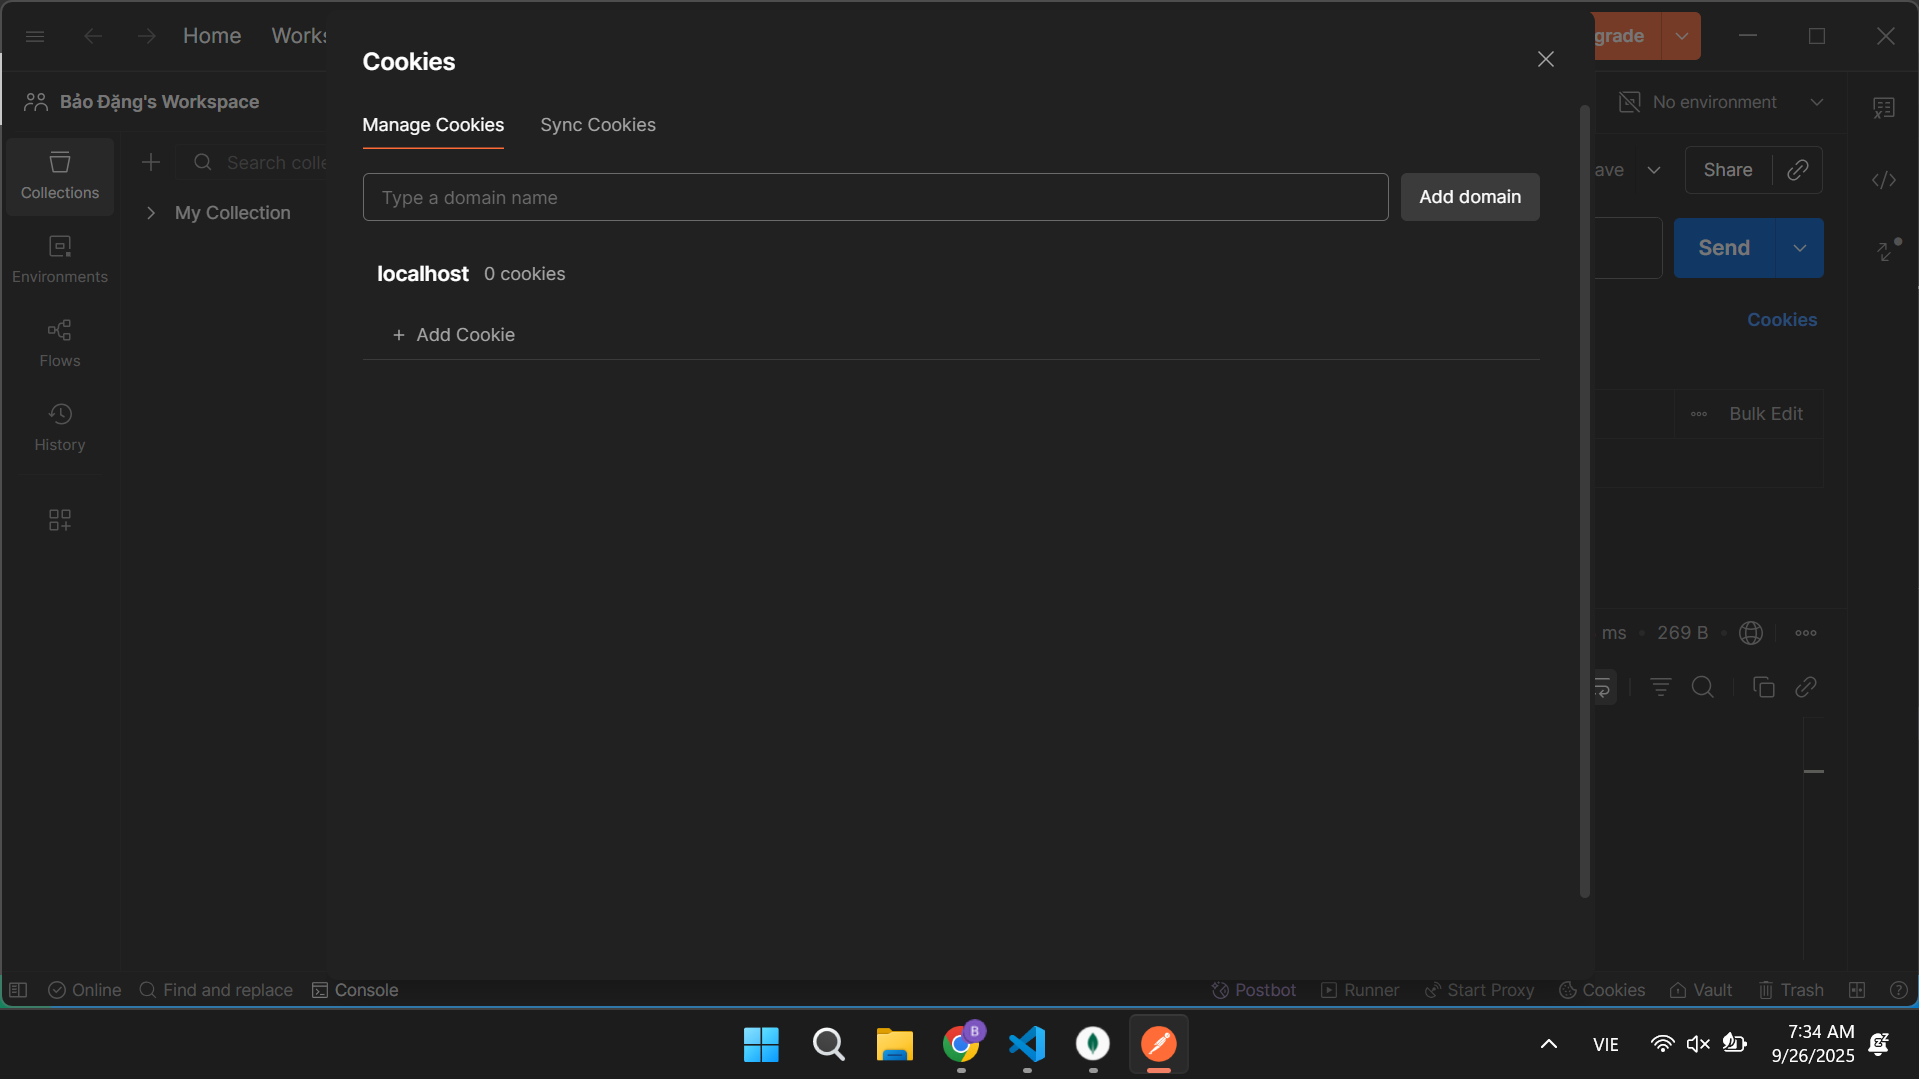 Home Works
grade
Cookies
Bảo Đặng's Workspace
No environment
Manage Cookies Sync Cookies
Search colle
ave
Share
Collections
Type a domain name
Add domain
My Collection
Send
localhost 0 cookies
Environments
Cookies
+ Add Cookie
Flows
Bulk Edit
History
ms • 269 B
Online
Find and replace
Console
Postbot
Runner
Start Proxy
Cookies
Vault
Trash
B
VIE
7:34 AM
9/26/2025